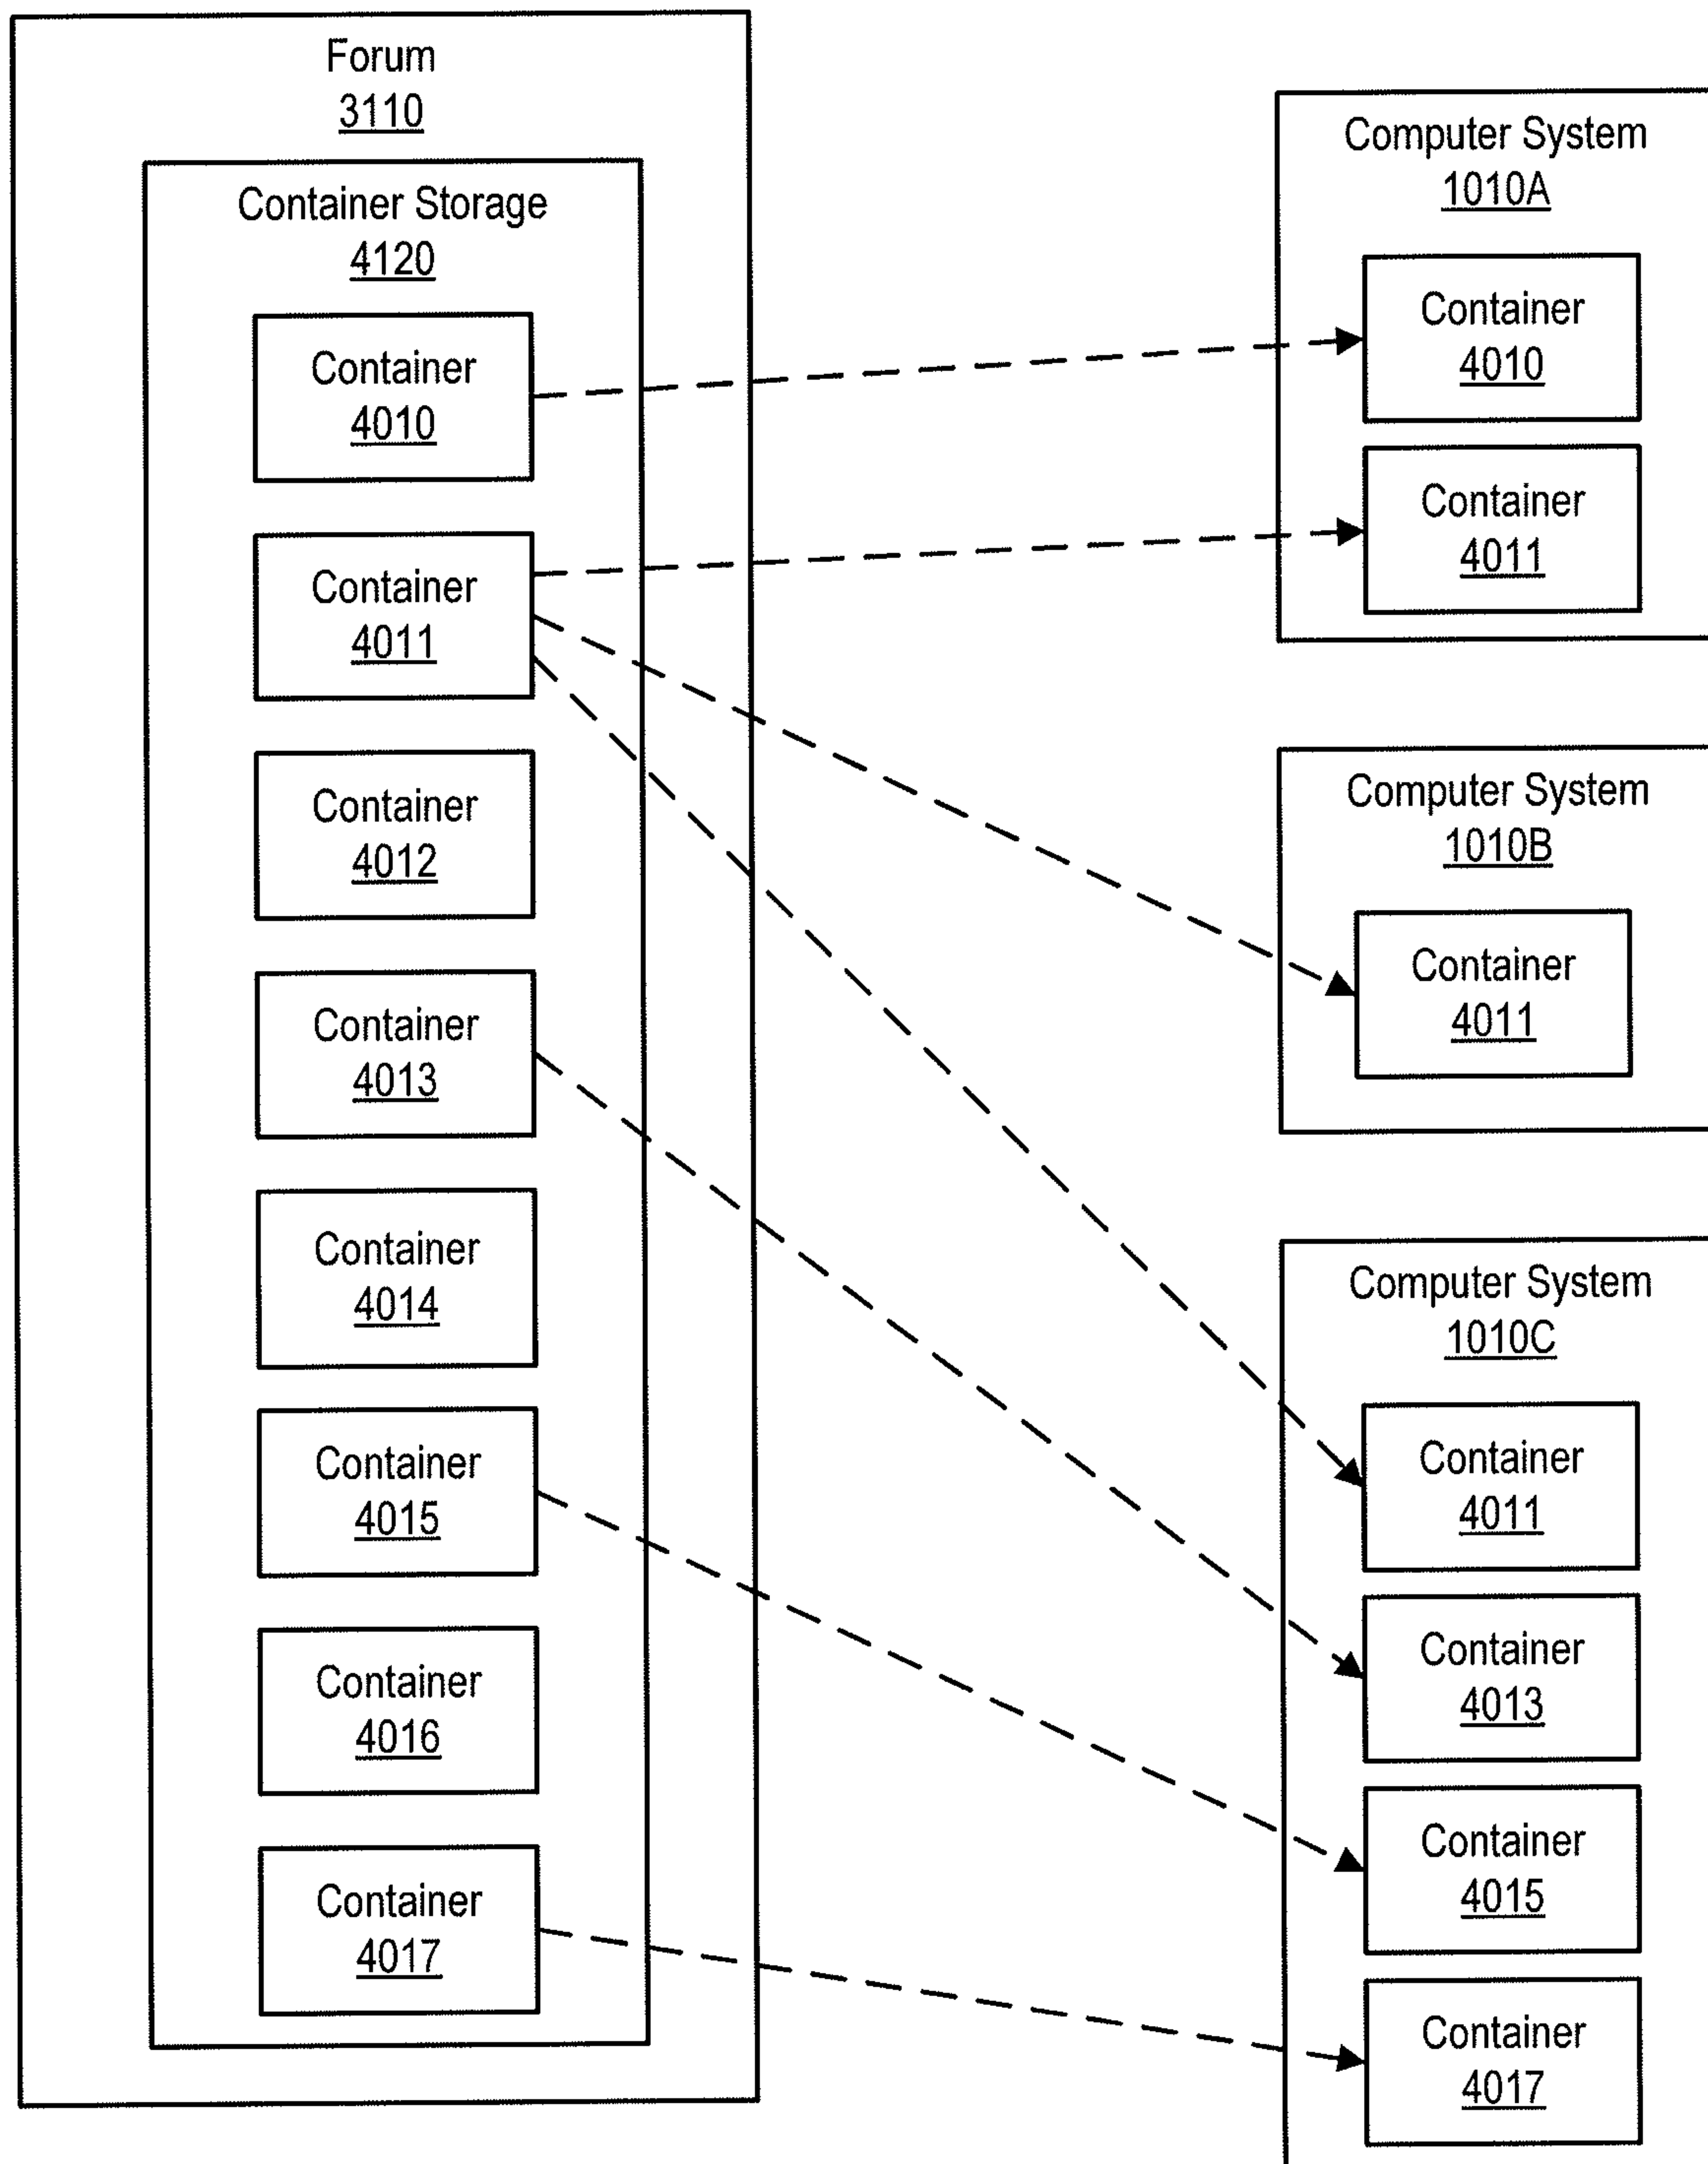 Forum
3110
Container Storage
4120
Container
4010
Container
4011
Container
4012
Container
4013
Container
4014
Container
4015
Container
4016
Container
4017
Computer System
1010A
Container
4010
Container
4011
Computer System
1010B
Container
4011
Computer System
1010C
Container
4011
Container
4013
Container
4015
Container
4017